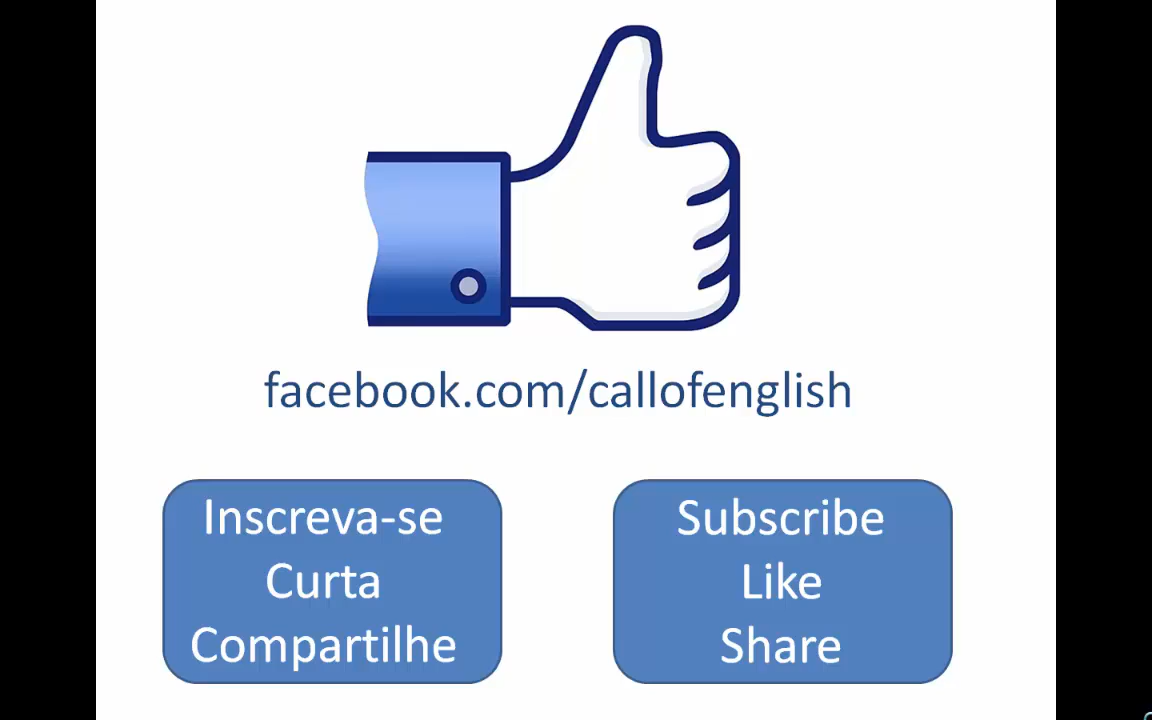 facebook.com/callofenglish
Inscreva-se
Curta
Compartilhe
Subscribe
Like
Share